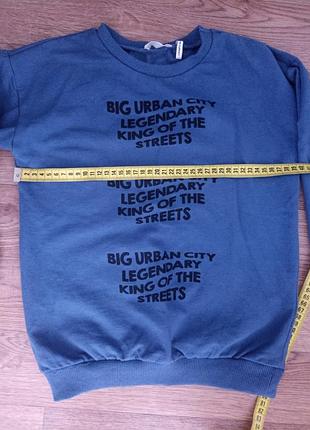 BIG URBAN CITY
LEGENDARY
KING OF THE
STREETS
BIG URBAN CITY
LEGENDARY
KING OF THE
STREETS
BIG URBAN CITY
LEGENDARY
KING OF THE
STREETS